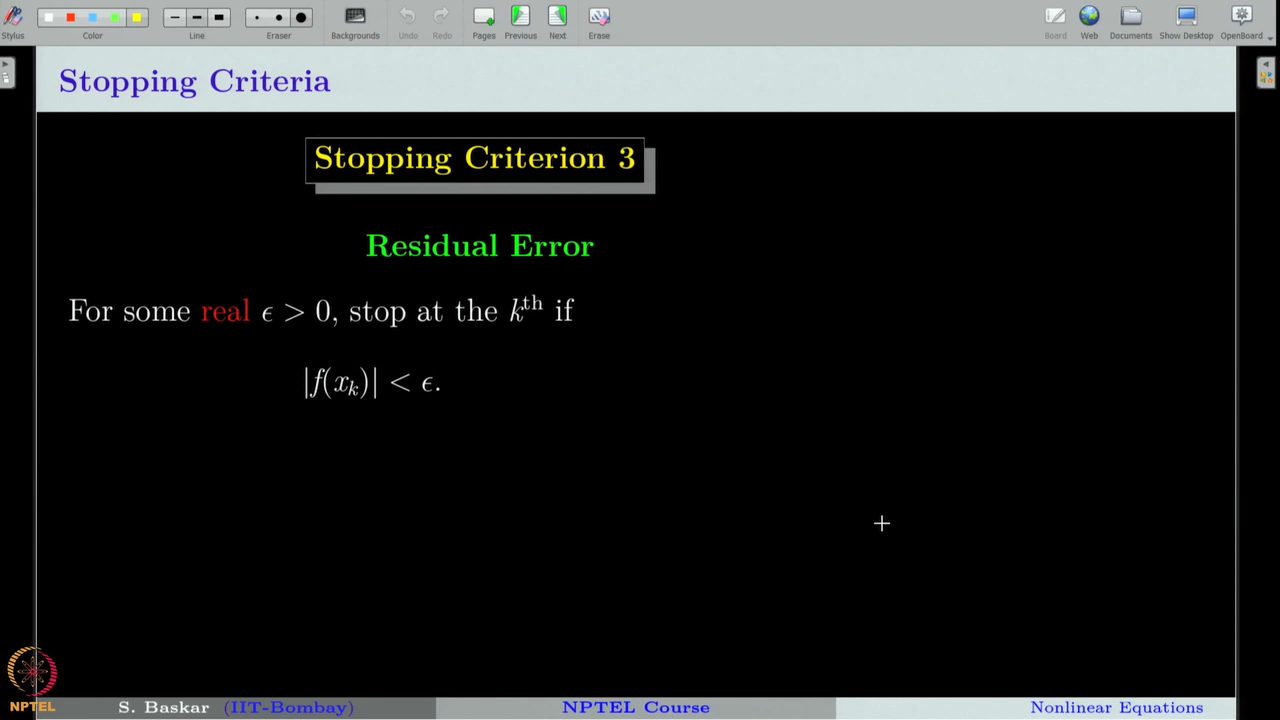 Stylus Color Line Eraser Backgrounds Undo Redo Pages Previous Next Erase Board Web Documents Show Desktop OpenBoard
Stopping Criteria
Stopping Criterion 3
Residual Error
For some real ϵ > 0, stop at the kᵗʰ if
|f(xₖ)| < ϵ.
NPTEL
S. Baskar (IIT-Bombay) NPTEL Course Nonlinear Equations